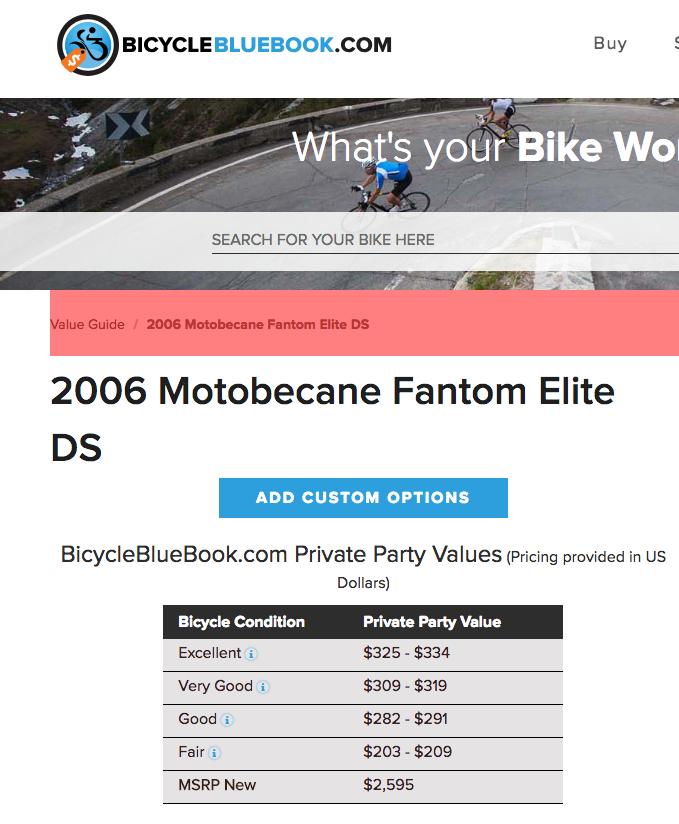 BICYCLEBLUEBOOK.COM
Buy
What's your Bike Wo
SEARCH FOR YOUR BIKE HERE
Value Guide / 2006 Motobecane Fantom Elite DS
2006 Motobecane Fantom Elite
DS
ADD CUSTOM OPTIONS
BicycleBlueBook.com Private Party Values (Pricing provided in US
Dollars)
Bicycle Condition Private Party Value
Excellent $325 - $334
Very Good $309 - $319
Good $282 - $291
Fair $203 - $209
MSRP New $2,595